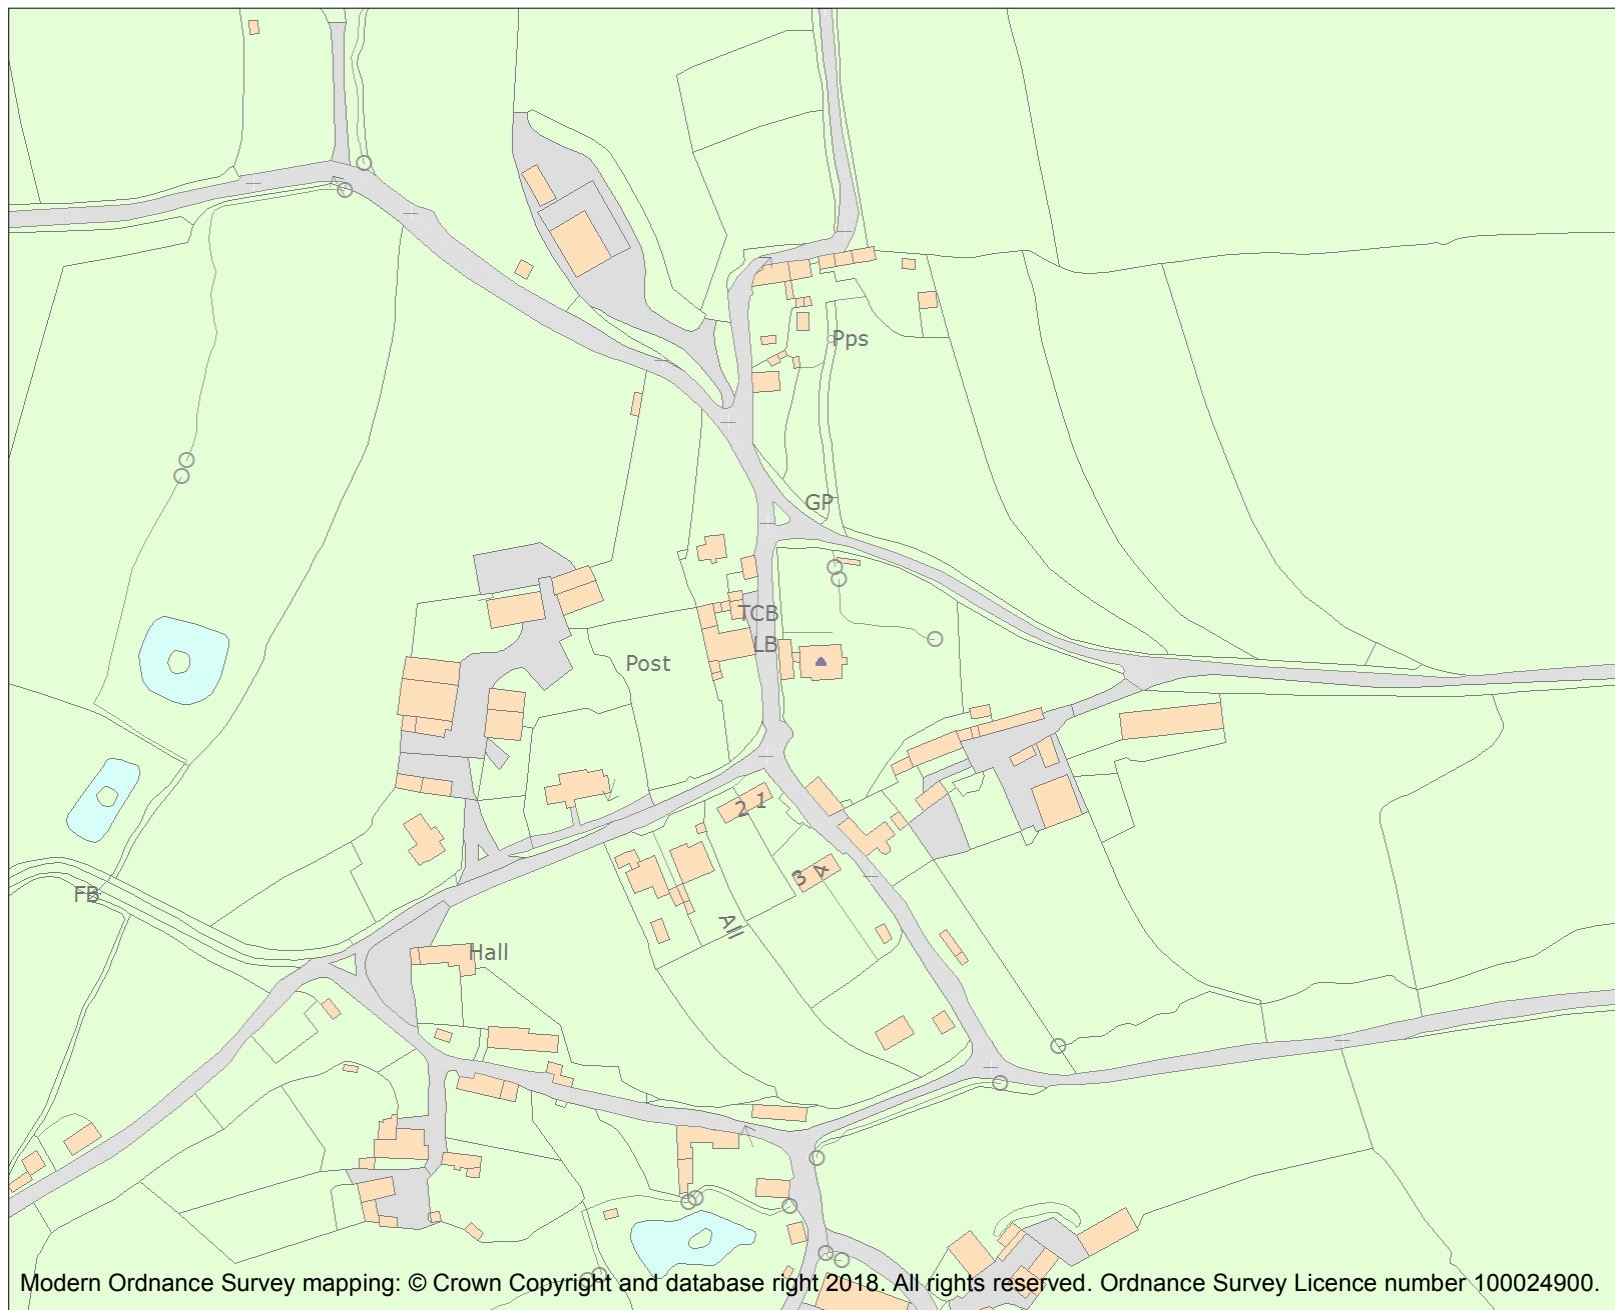 Pps
GP
TCB
LB
Post
2 1
3 4
FB
All
Hall
Modern Ordnance Survey mapping: © Crown Copyright and database right 2018. All rights reserved. Ordnance Survey Licence number 100024900.